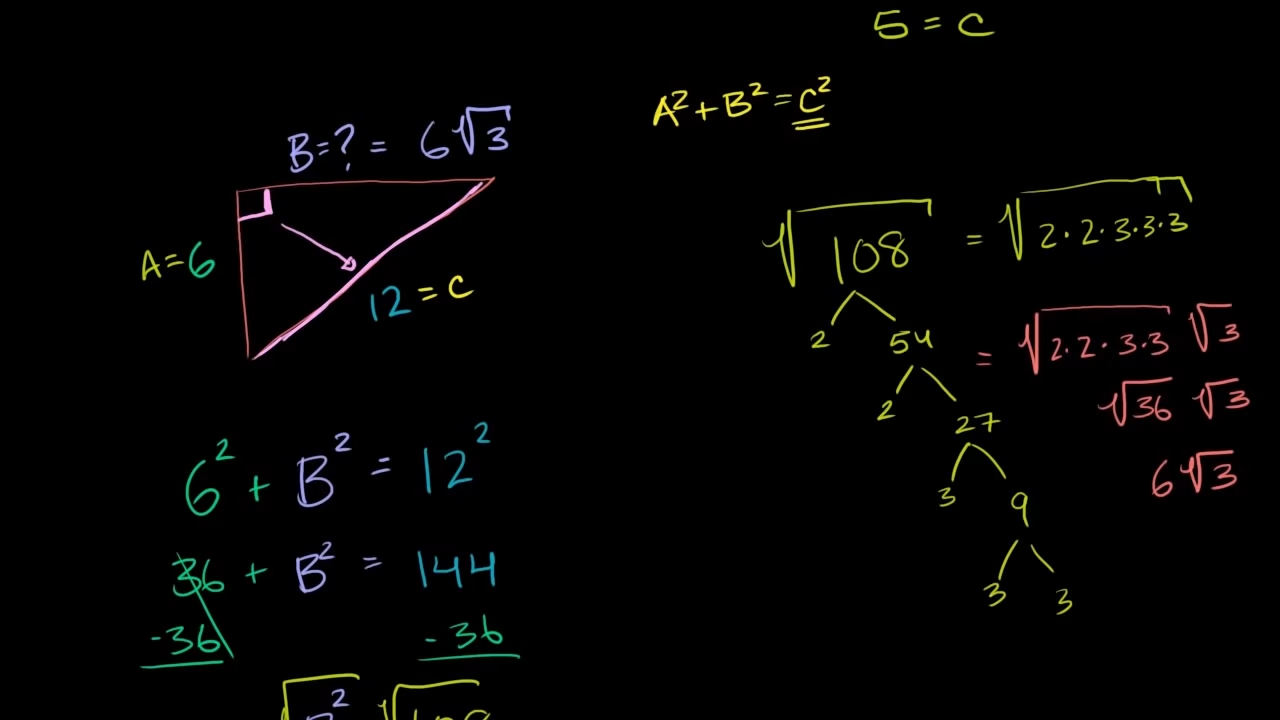 5 = C
A² + B² = C²
B = ? = 6√3
A = 6
12 = C
6² + B² = 12²
36 + B² = 144
-36 -36
√B² √108
√108 = √2·2·3·3·3
2 54
= √2·2·3·3 √3
2 27
√36 √3
3 9
6√3
3 3